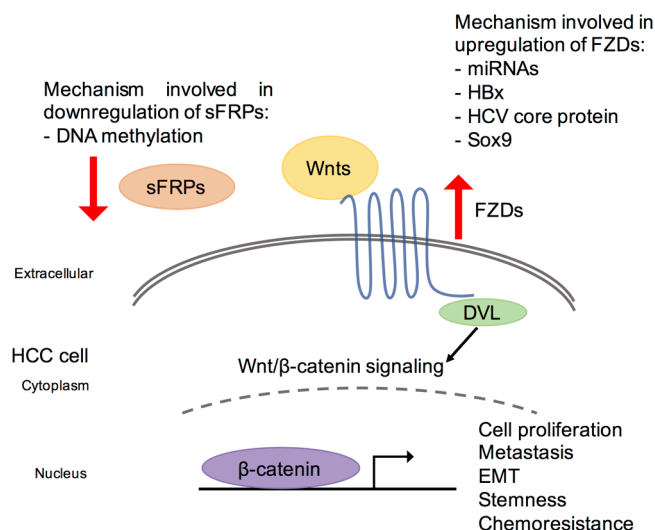 Mechanism involved in
upregulation of FZDs:
- miRNAs
- HBx
- HCV core protein
- Sox9
Mechanism involved in
downregulation of sFRPs:
- DNA methylation
Wnts
sFRPs
FZDs
Extracellular
DVL
HCC cell
Wnt/β-catenin signaling
Cytoplasm
Cell proliferation
Metastasis
EMT
Stemness
Chemoresistance
β-catenin
Nucleus